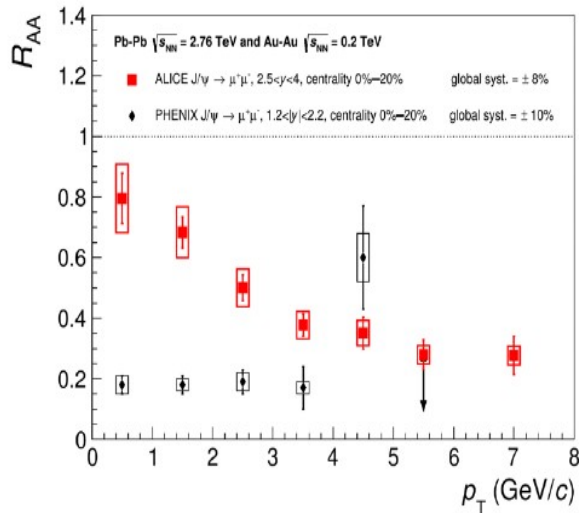 R_AA
1.4
Pb-Pb √s_NN = 2.76 TeV and Au-Au √s_NN = 0.2 TeV
1.2
ALICE J/ψ → μ⁺μ⁻, 2.5<y<4, centrality 0%–20% global syst. = ± 8%
PHENIX J/ψ → μ⁺μ⁻, 1.2<|y|<2.2, centrality 0%–20% global syst. = ± 10%
1
0.8
0.6
0.4
0.2
0
0 1 2 3 4 5 6 7 8
p_T (GeV/c)